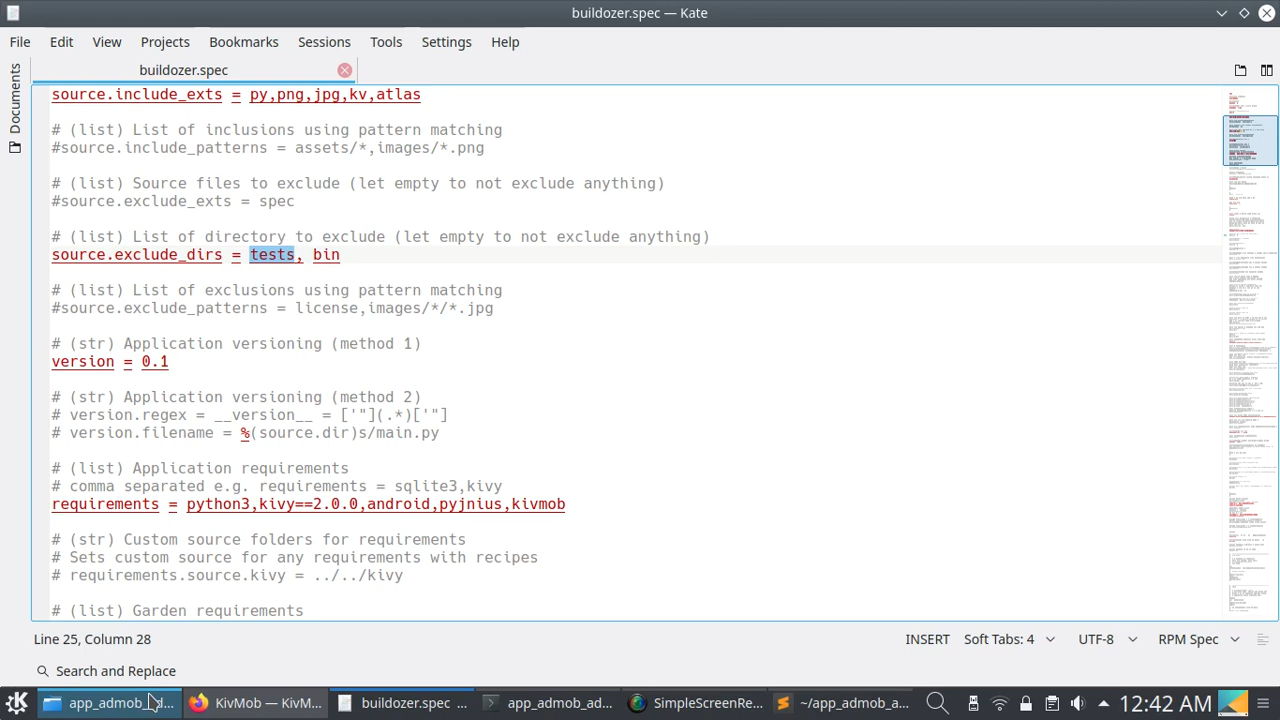 buildozer.spec — Kate
File Edit View Projects Bookmarks Sessions Tools Settings Help
Documents
buildozer.spec
source.include_exts = py,png,jpg,kv,atlas
# (list) List of inclusions using pattern matching
#source.include_patterns = assets/*,images/*.png
# (list) Source files to exclude (let empty to not exclude anything)
#source.exclude_exts = spec
# (list) List of directory to exclude (let empty to not exclude anything)
source.exclude_dirs = tests, bin
# (list) List of exclusions using pattern matching
#source.exclude_patterns = license,images/*/*.jpg
# (str) Application versioning (method 1)
version = 0.1
# (str) Application versioning (method 2)
# version.regex = __version__ = ['"](.*)['"]
# version.filename = %(source.dir)s/main.py
# (list) Application requirements
# comma separated e.g. requirements = sqlite3,kivy
requirements = python3,kivy==2.0.0,android,pyjnius,kivmob
# (str) Custom source folders for requirements
# Sets custom source for any requirements with recipes
# requirements.source.kivy = ../../kivy
# (list) Garden requirements
Line 25, Column 28
INSERT Soft Tabs: 4 UTF-8 RPM Spec
Search and Replace
app_admob_d... KivMob — KivM... buildozer.spec ... app_admob_d... SimpleScreenRe... app_admob_a... 12:42 AM